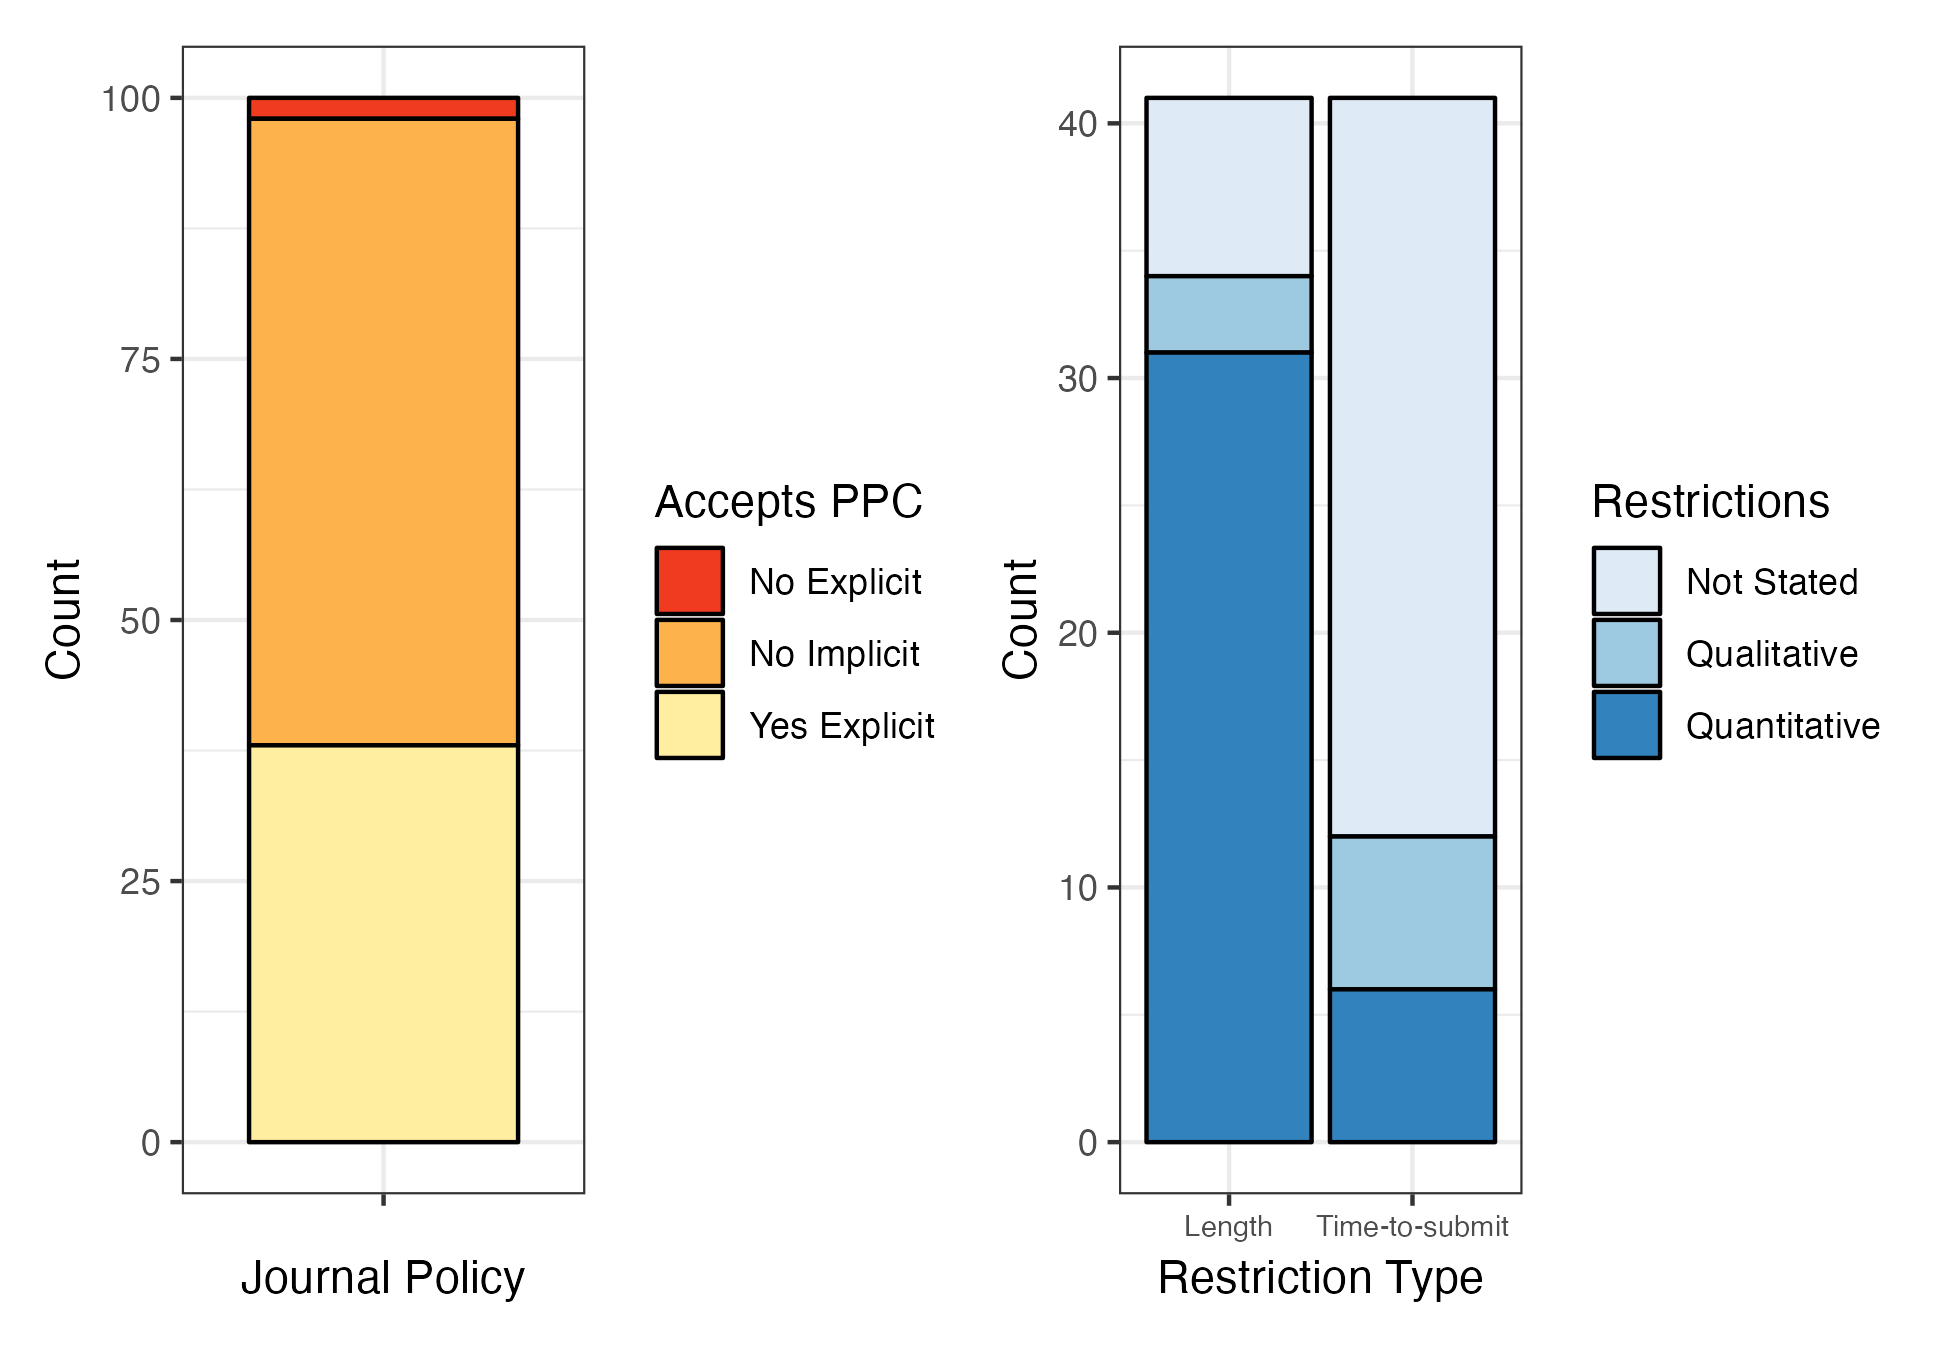 100
75
50
25
0
Count
Journal Policy
Accepts PPC
No Explicit
No Implicit
Yes Explicit
40
30
20
10
0
Count
Length Time-to-submit
Restriction Type
Restrictions
Not Stated
Qualitative
Quantitative